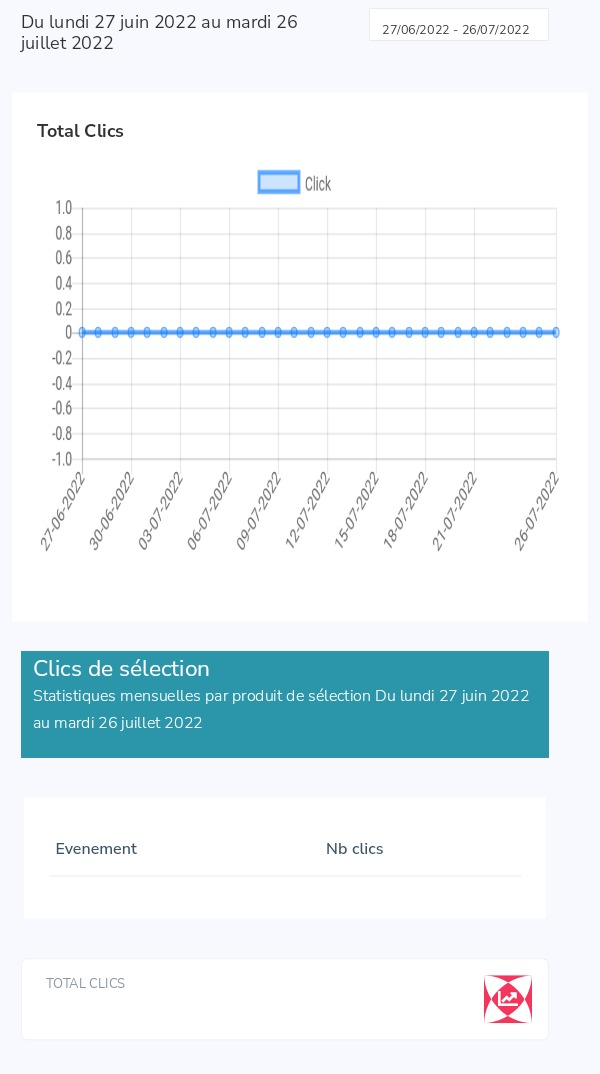 Du lundi 27 juin 2022 au mardi 26
juillet 2022
27/06/2022 - 26/07/2022
Total Clics
Click
1.0
0.8
0.6
0.4
0.2
0
-0.2
-0.4
-0.6
-0.8
-1.0
27-06-2022
30-06-2022
03-07-2022
06-07-2022
09-07-2022
12-07-2022
15-07-2022
18-07-2022
21-07-2022
26-07-2022
Clics de sélection
Statistiques mensuelles par produit de sélection Du lundi 27 juin 2022
au mardi 26 juillet 2022
Evenement Nb clics
TOTAL CLICS